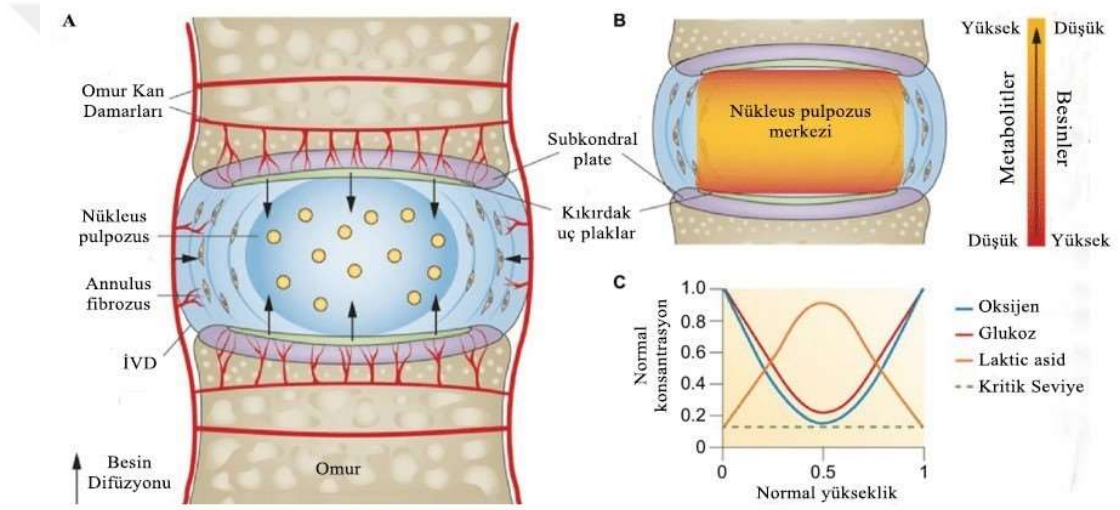 A
Omur Kan
Damarları
Nükleus
pulpozus
Annulus
fibrozus
İVD
Besin
Difüzyonu
Omur
Subkondral
plate
Kıkırdak
uç plaklar
B
Nükleus pulpozus
merkezi
Yüksek
Düşük
Metabolitler
Besinler
Düşük
Yüksek
C
Normal
konsantrasyon
1.0
0.8
0.6
0.4
0.2
0
0
0.5
1
Normal yükseklik
Oksijen
Glukoz
Laktic asid
Kritik Seviye